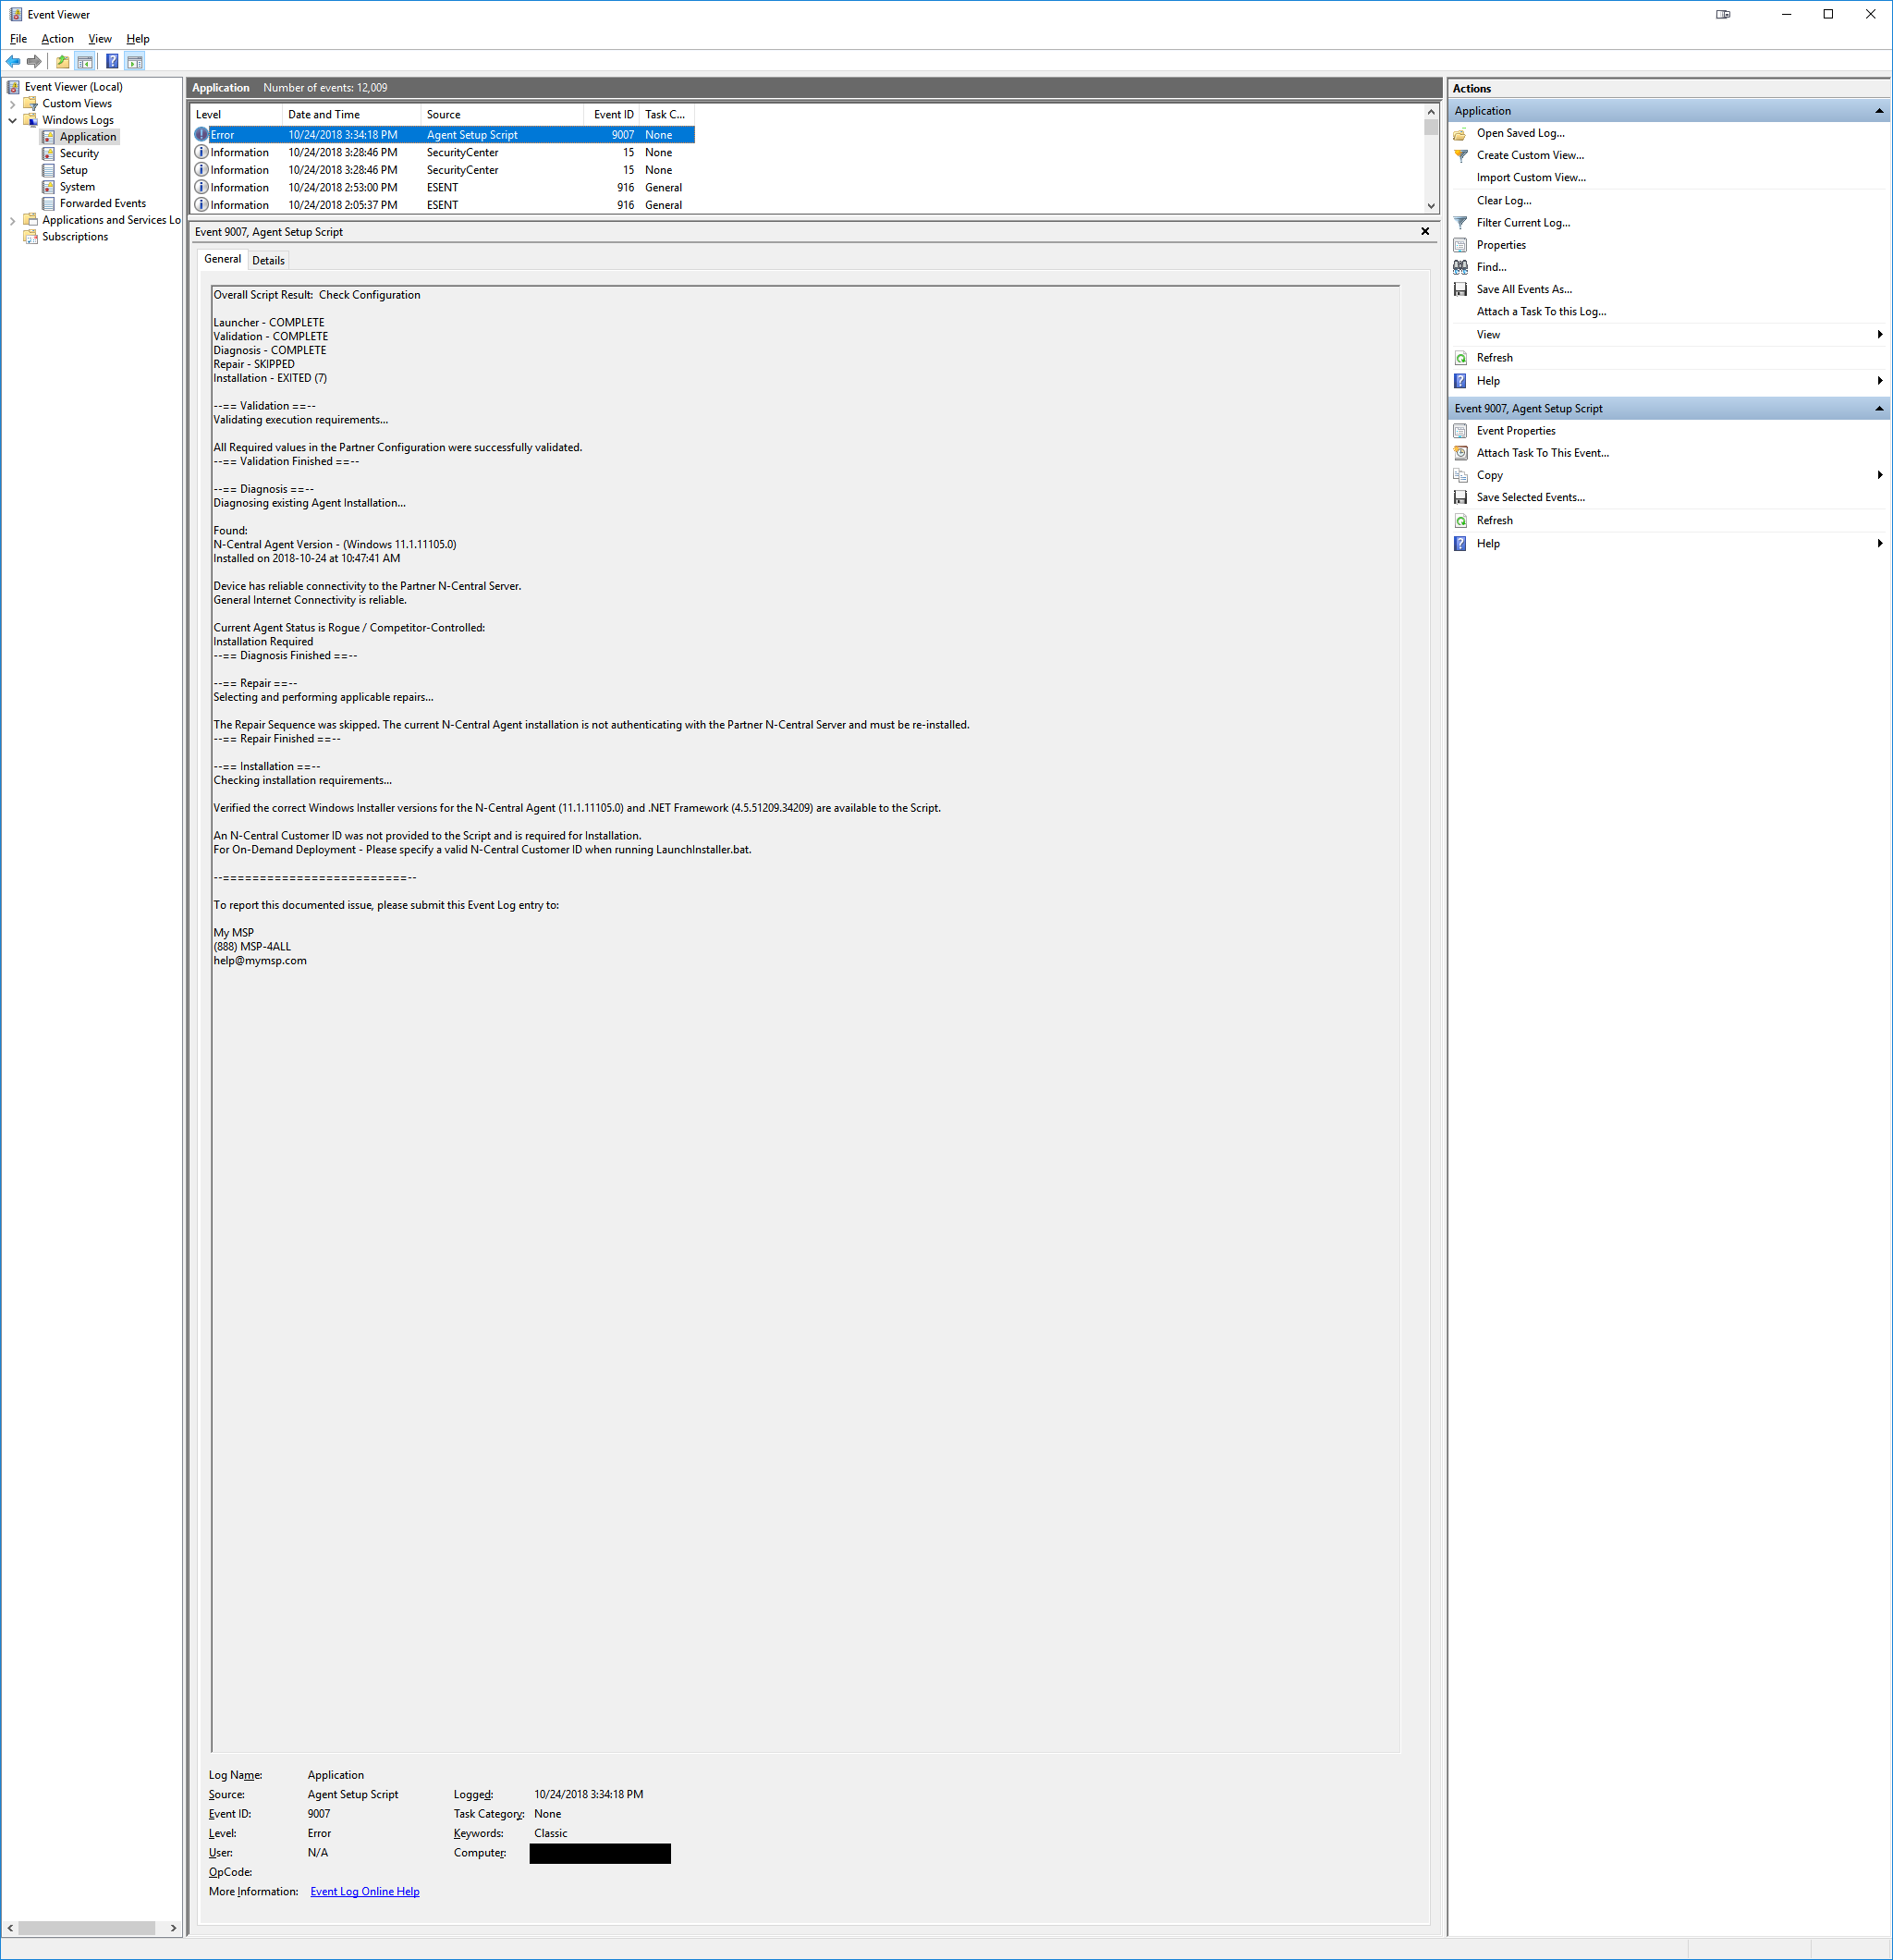 Event Viewer
File Action View Help
Event Viewer (Local)
Custom Views
Windows Logs
Application
Security
Setup
System
Forwarded Events
Applications and Services Lo
Subscriptions
Application Number of events: 12,009
Level Date and Time Source Event ID Task C...
Error 10/24/2018 3:34:18 PM Agent Setup Script 9007 None
Information 10/24/2018 3:28:46 PM SecurityCenter 15 None
Information 10/24/2018 3:28:46 PM SecurityCenter 15 None
Information 10/24/2018 2:53:00 PM ESENT 916 General
Information 10/24/2018 2:05:37 PM ESENT 916 General
Event 9007, Agent Setup Script
General Details
Overall Script Result: Check Configuration
Launcher - COMPLETE
Validation - COMPLETE
Diagnosis - COMPLETE
Repair - SKIPPED
Installation - EXITED (7)
--== Validation ==--
Validating execution requirements...
All Required values in the Partner Configuration were successfully validated.
--== Validation Finished ==--
--== Diagnosis ==--
Diagnosing existing Agent Installation...
Found:
N-Central Agent Version - (Windows 11.1.11105.0)
Installed on 2018-10-24 at 10:47:41 AM
Device has reliable connectivity to the Partner N-Central Server.
General Internet Connectivity is reliable.
Current Agent Status is Rogue / Competitor-Controlled:
Installation Required
--== Diagnosis Finished ==--
--== Repair ==--
Selecting and performing applicable repairs...
The Repair Sequence was skipped. The current N-Central Agent installation is not authenticating with the Partner N-Central Server and must be re-installed.
--== Repair Finished ==--
--== Installation ==--
Checking installation requirements...
Verified the correct Windows Installer versions for the N-Central Agent (11.1.11105.0) and .NET Framework (4.5.51209.34209) are available to the Script.
An N-Central Customer ID was not provided to the Script and is required for Installation.
For On-Demand Deployment - Please specify a valid N-Central Customer ID when running LaunchInstaller.bat.
--=========================--
To report this documented issue, please submit this Event Log entry to:
My MSP
(888) MSP-4ALL
help@mymsp.com
Log Name: Application
Source: Agent Setup Script Logged: 10/24/2018 3:34:18 PM
Event ID: 9007 Task Category: None
Level: Error Keywords: Classic
User: N/A Computer:
OpCode:
More Information: Event Log Online Help
Actions
Application
Open Saved Log...
Create Custom View...
Import Custom View...
Clear Log...
Filter Current Log...
Properties
Find...
Save All Events As...
Attach a Task To this Log...
View
Refresh
Help
Event 9007, Agent Setup Script
Event Properties
Attach Task To This Event...
Copy
Save Selected Events...
Refresh
Help